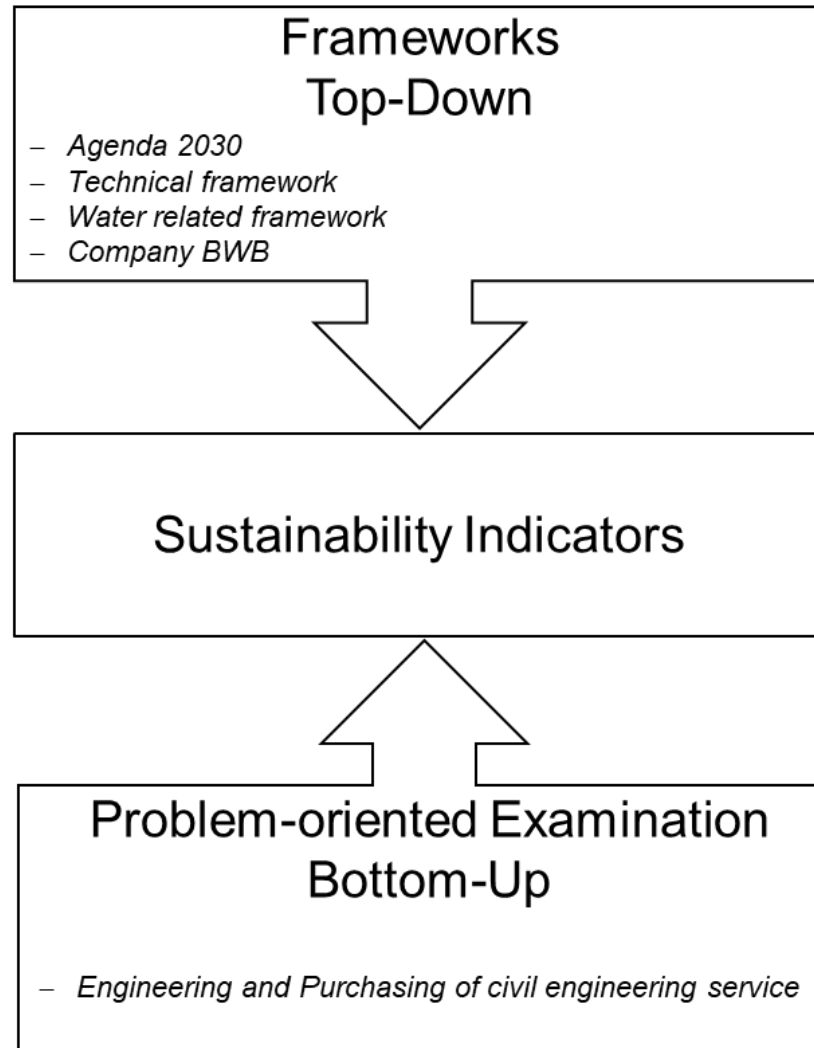 Frameworks
Top-Down
– Agenda 2030
– Technical framework
– Water related framework
– Company BWB
Sustainability Indicators
Problem-oriented Examination
Bottom-Up
– Engineering and Purchasing of civil engineering service